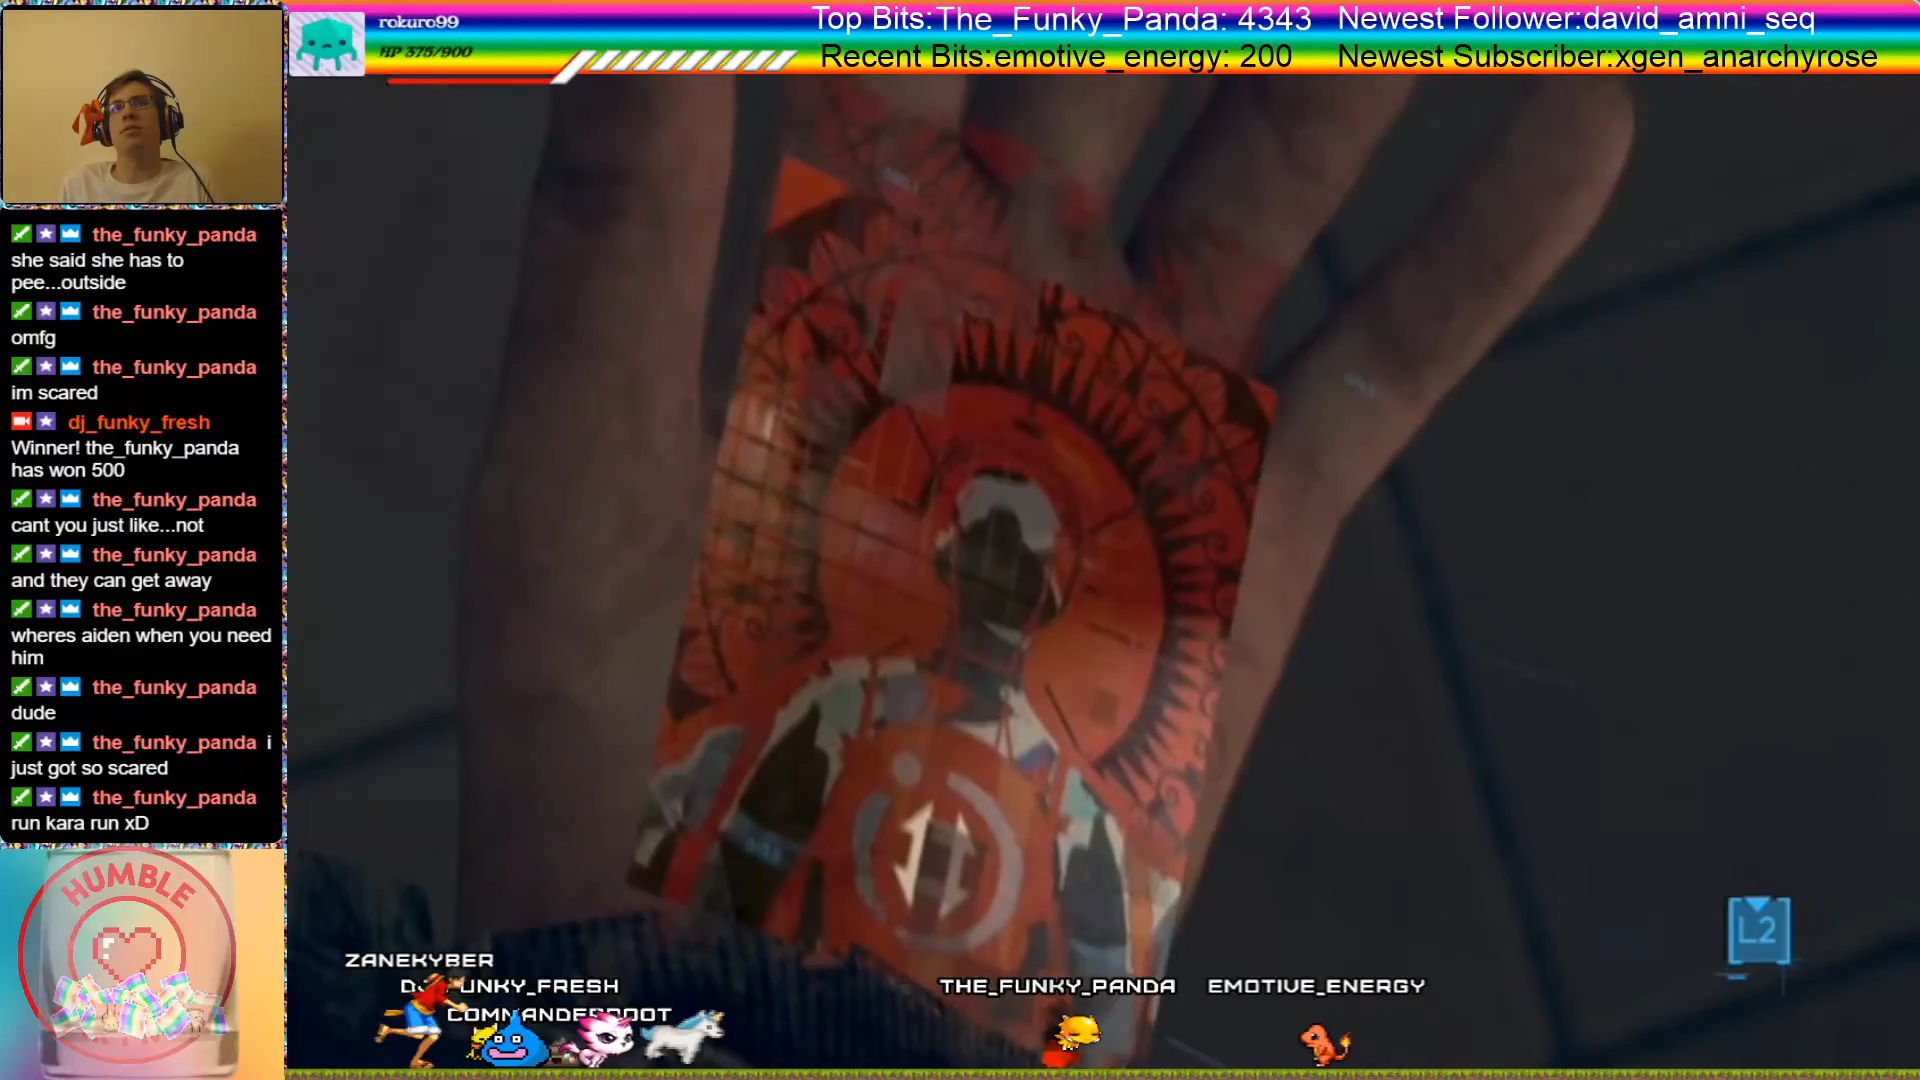 rokuro99
HP 375/900
Top Bits:The_Funky_Panda: 4343 Newest Follower:david_amni_seq
Recent Bits:emotive_energy: 200 Newest Subscriber:xgen_anarchyrose
the_funky_panda
she said she has to
pee...outside
the_funky_panda
omfg
the_funky_panda
im scared
dj_funky_fresh
Winner! the_funky_panda
has won 500
the_funky_panda
cant you just like...not
the_funky_panda
and they can get away
the_funky_panda
wheres aiden when you need
him
the_funky_panda
dude
the_funky_panda i
just got so scared
the_funky_panda
run kara run xD
HUMBLE
L2
ZANEKYBER
UNKY_FRESH
THE_FUNKY_PANDA
EMOTIVE_ENERGY